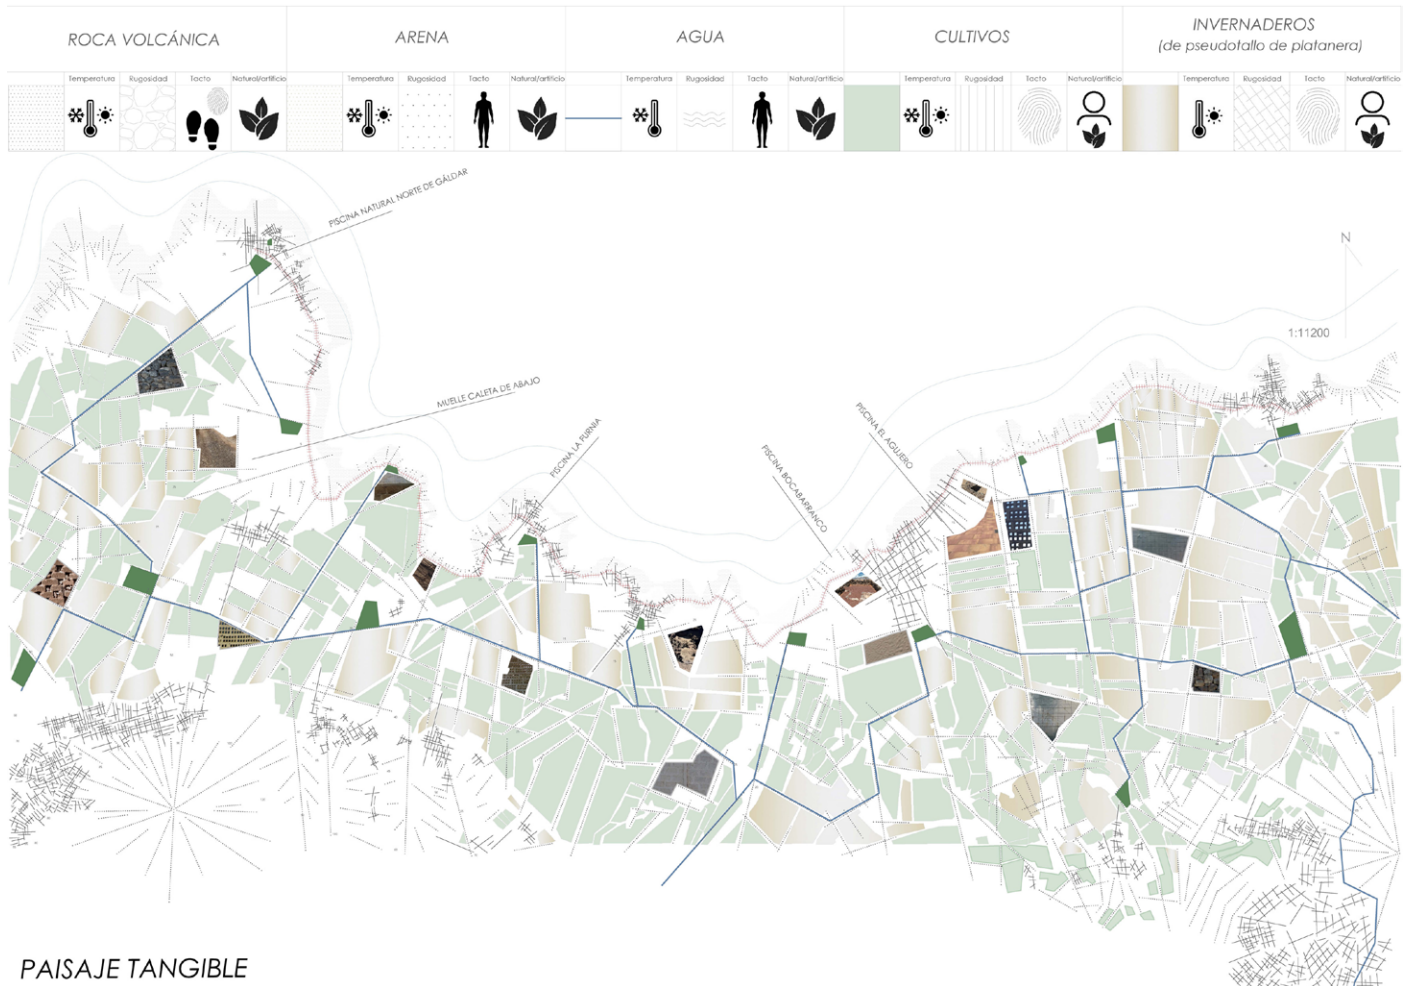 ROCA VOLCÁNICA
ARENA
AGUA
CULTIVOS
INVERNADEROS
(de pseudotallo de platanera)
Temperatura Rugosidad Tacto Natural/artificio
Temperatura Rugosidad Tacto Natural/artificio
Temperatura Rugosidad Tacto Natural/artificio
Temperatura Rugosidad Tacto Natural/artificio
Temperatura Rugosidad Tacto Natural/artificio
PISCINA NATURAL NORTE DE GÁLDAR
N
1:11200
MUELLE CALETA DE ABAJO
PISCINA LA FURNIA
PISCINA BOCABARRANCO
PISCINA EL AGUJERO
PAISAJE TANGIBLE